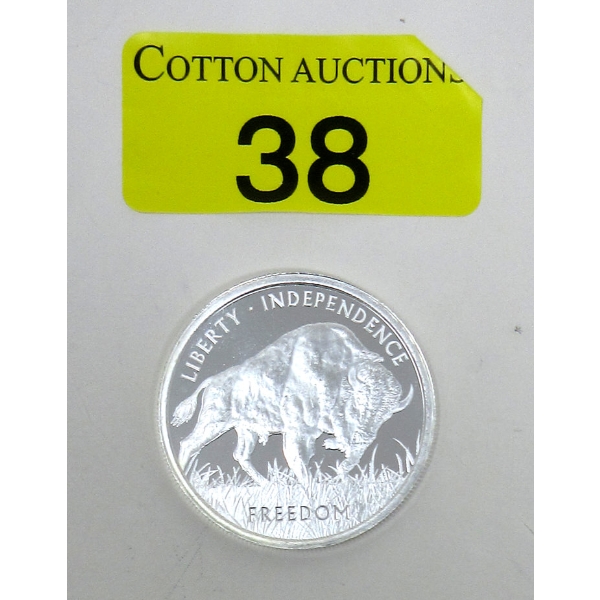 COTTON AUCTIONS
38
LIBERTY · INDEPENDENCE
FREEDOM